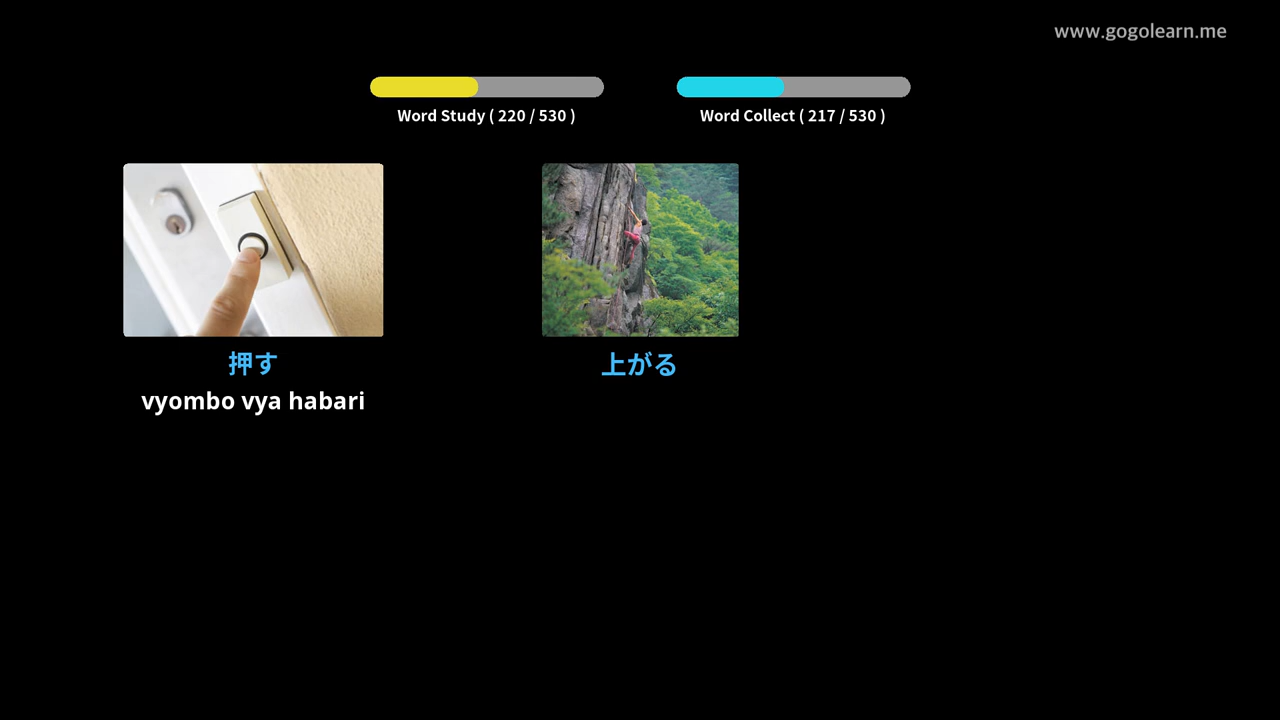 www.gogolearn.me
Word Study ( 220 / 530 )
Word Collect ( 217 / 530 )
押す
上がる
vyombo vya habari